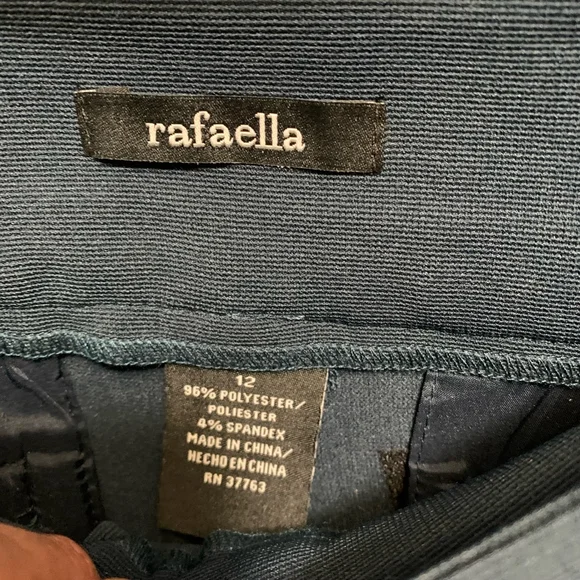 rafaella
12
96% POLYESTER/
POLIESTER
4% SPANDEX
MADE IN CHINA/
HECHO EN CHINA
RN 37763